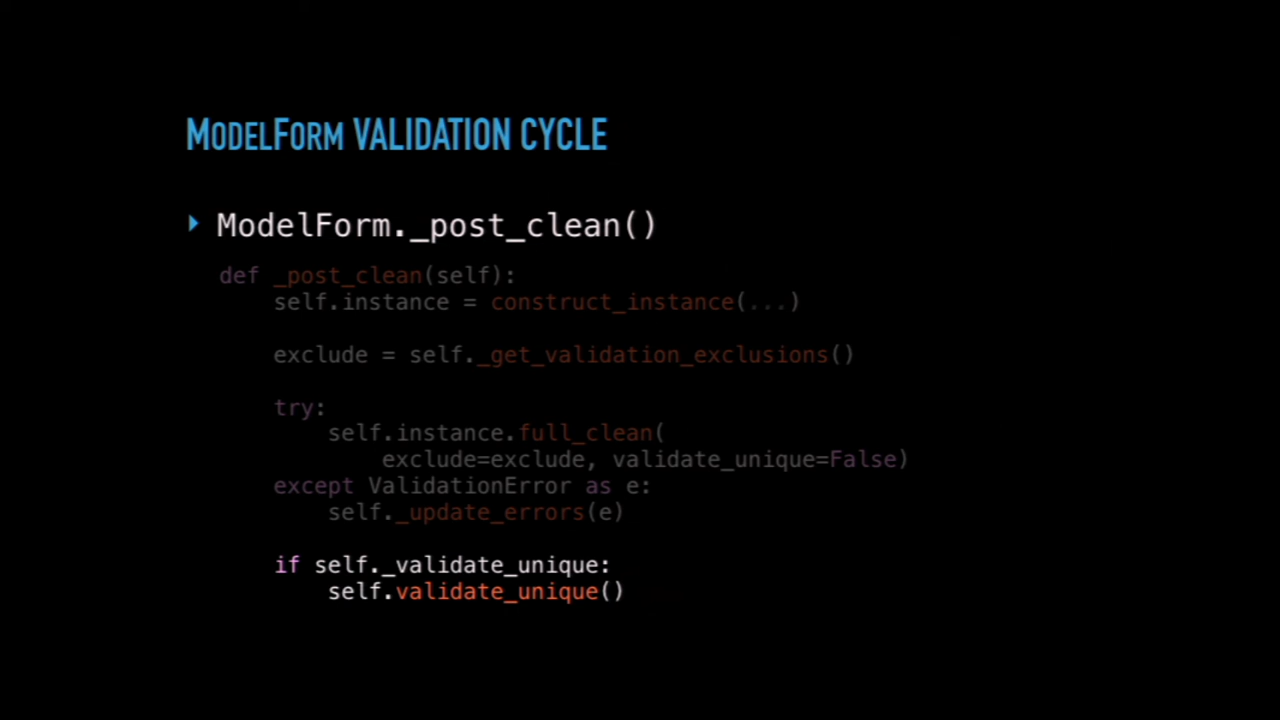 MODELFORM VALIDATION CYCLE
ModelForm._post_clean()
def _post_clean(self):
    self.instance = construct_instance(...)
    exclude = self._get_validation_exclusions()
    try:
        self.instance.full_clean(
            exclude=exclude, validate_unique=False)
    except ValidationError as e:
        self._update_errors(e)
    if self._validate_unique:
        self.validate_unique()